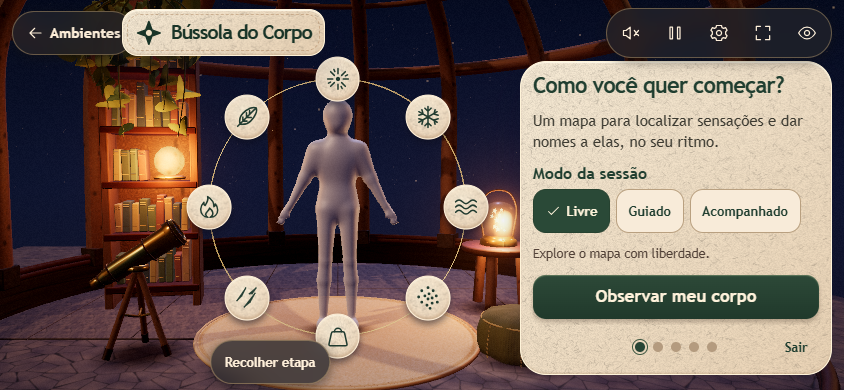 ← Ambientes
Bússola do Corpo
Como você quer começar?
Um mapa para localizar sensações e dar
nomes a elas, no seu ritmo.
Modo da sessão
✓ Livre
Guiado
Acompanhado
Explore o mapa com liberdade.
Observar meu corpo
Sair
Recolher etapa